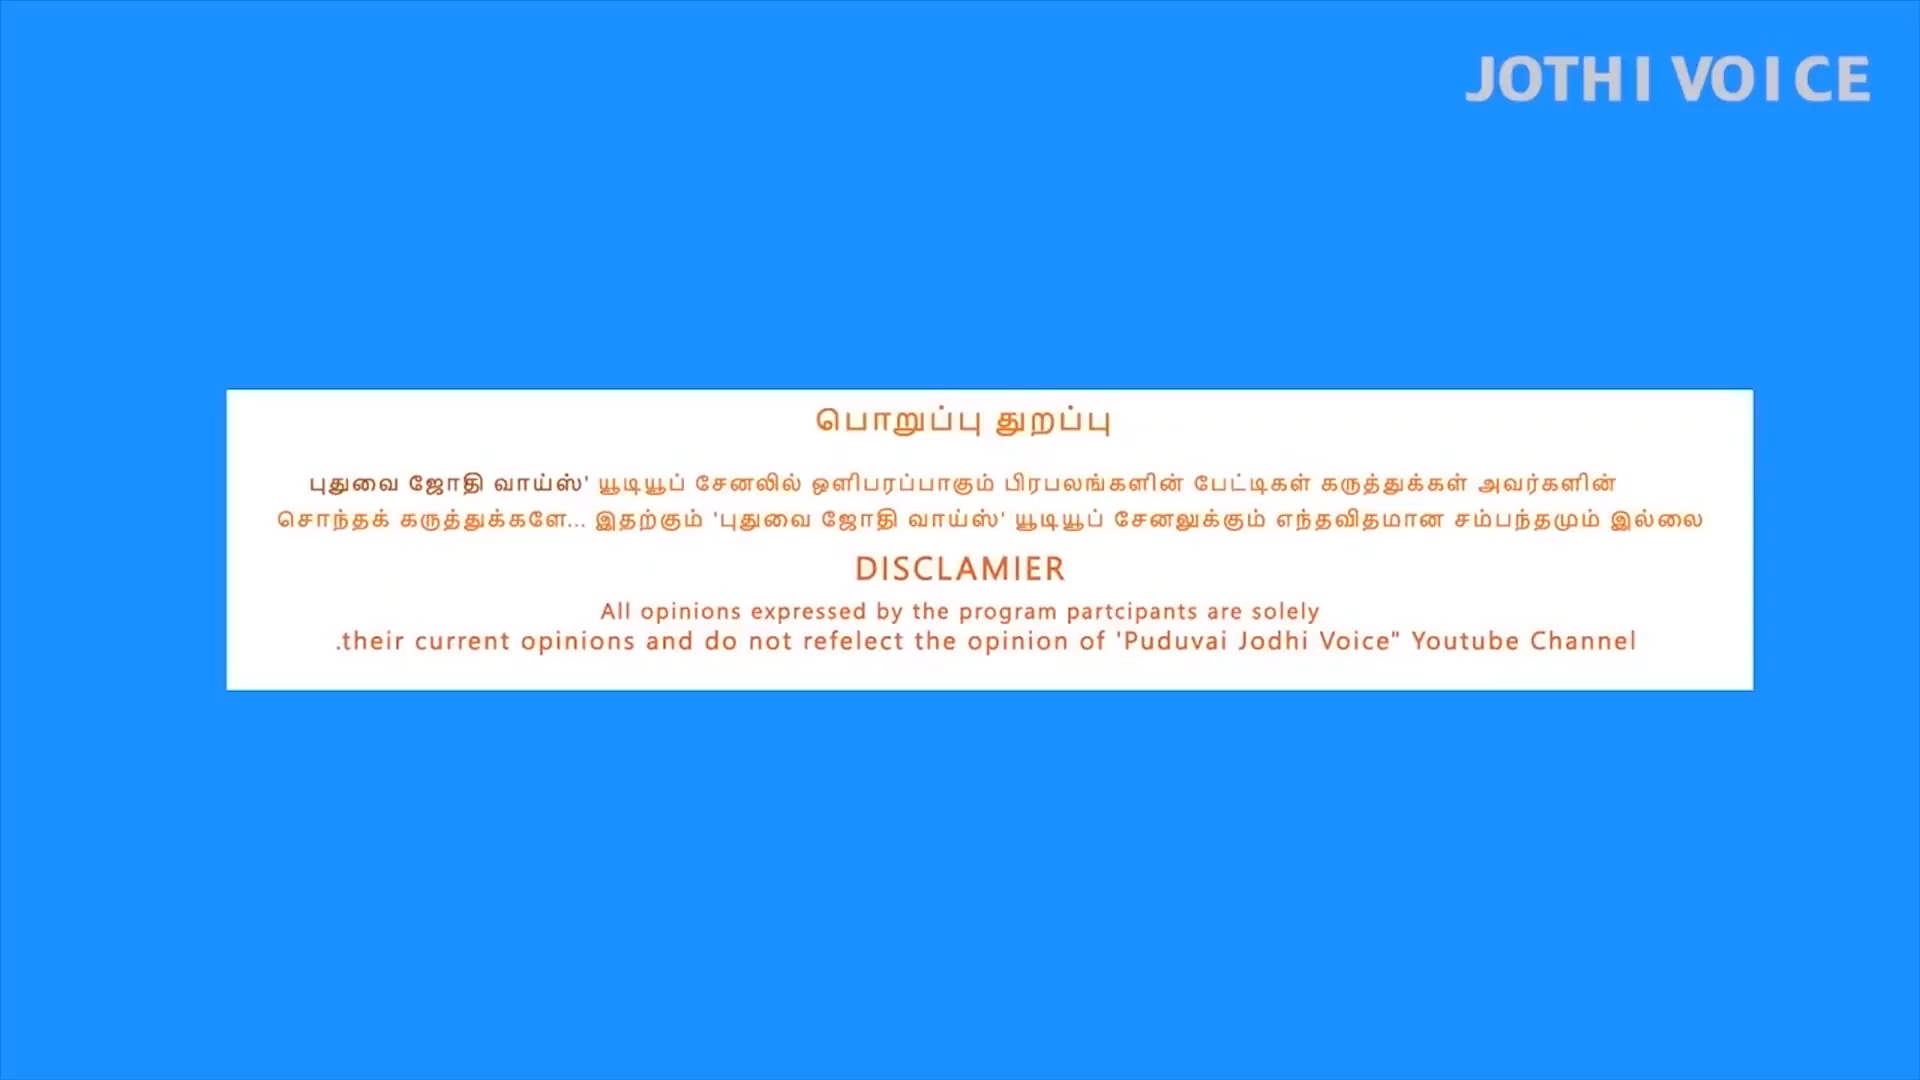 JOTHI VOICE
பொறுப்பு துறப்பு
புதுவை ஜோதி வாய்ஸ்' யூடியூப் சேனலில் ஒளிபரப்பாகும் பிரபலங்களின் பேட்டிகள் கருத்துக்கள் அவர்களின்
சொந்தக் கருத்துக்களே... இதற்கும் 'புதுவை ஜோதி வாய்ஸ்' யூடியூப் சேனலுக்கும் எந்தவிதமான சம்பந்தமும் இல்லை
DISCLAMIER
All opinions expressed by the program partcipants are solely
.their current opinions and do not refelect the opinion of 'Puduvai Jodhi Voice" Youtube Channel